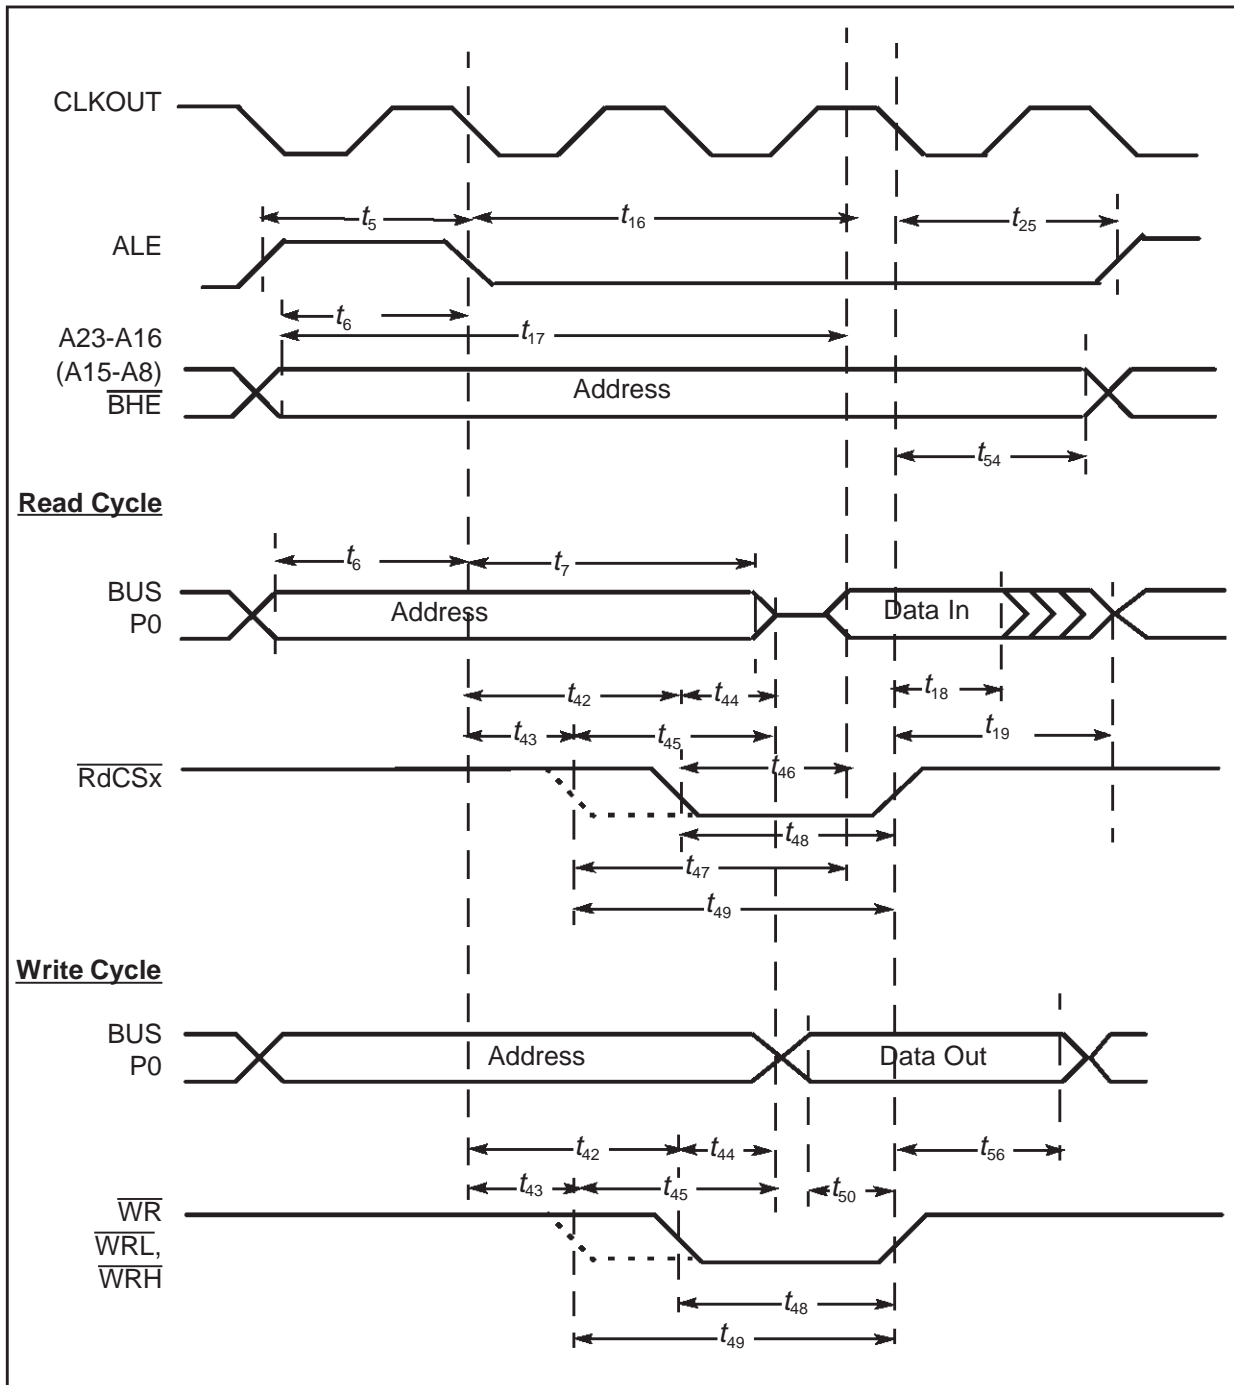 CLKOUT
t5
t16
t25
ALE
t6
t17
A23-A16
(A15-A8)
BHE
Address
t54
Read Cycle
t6
t7
BUS
P0
Address
Data In
t42
t44
t18
t43
t45
t19
RdCSx
t46
t48
t47
t49
Write Cycle
BUS
P0
Address
Data Out
t42
t44
t56
t43
t45
t50
WR
WRL,
WRH
t48
t49